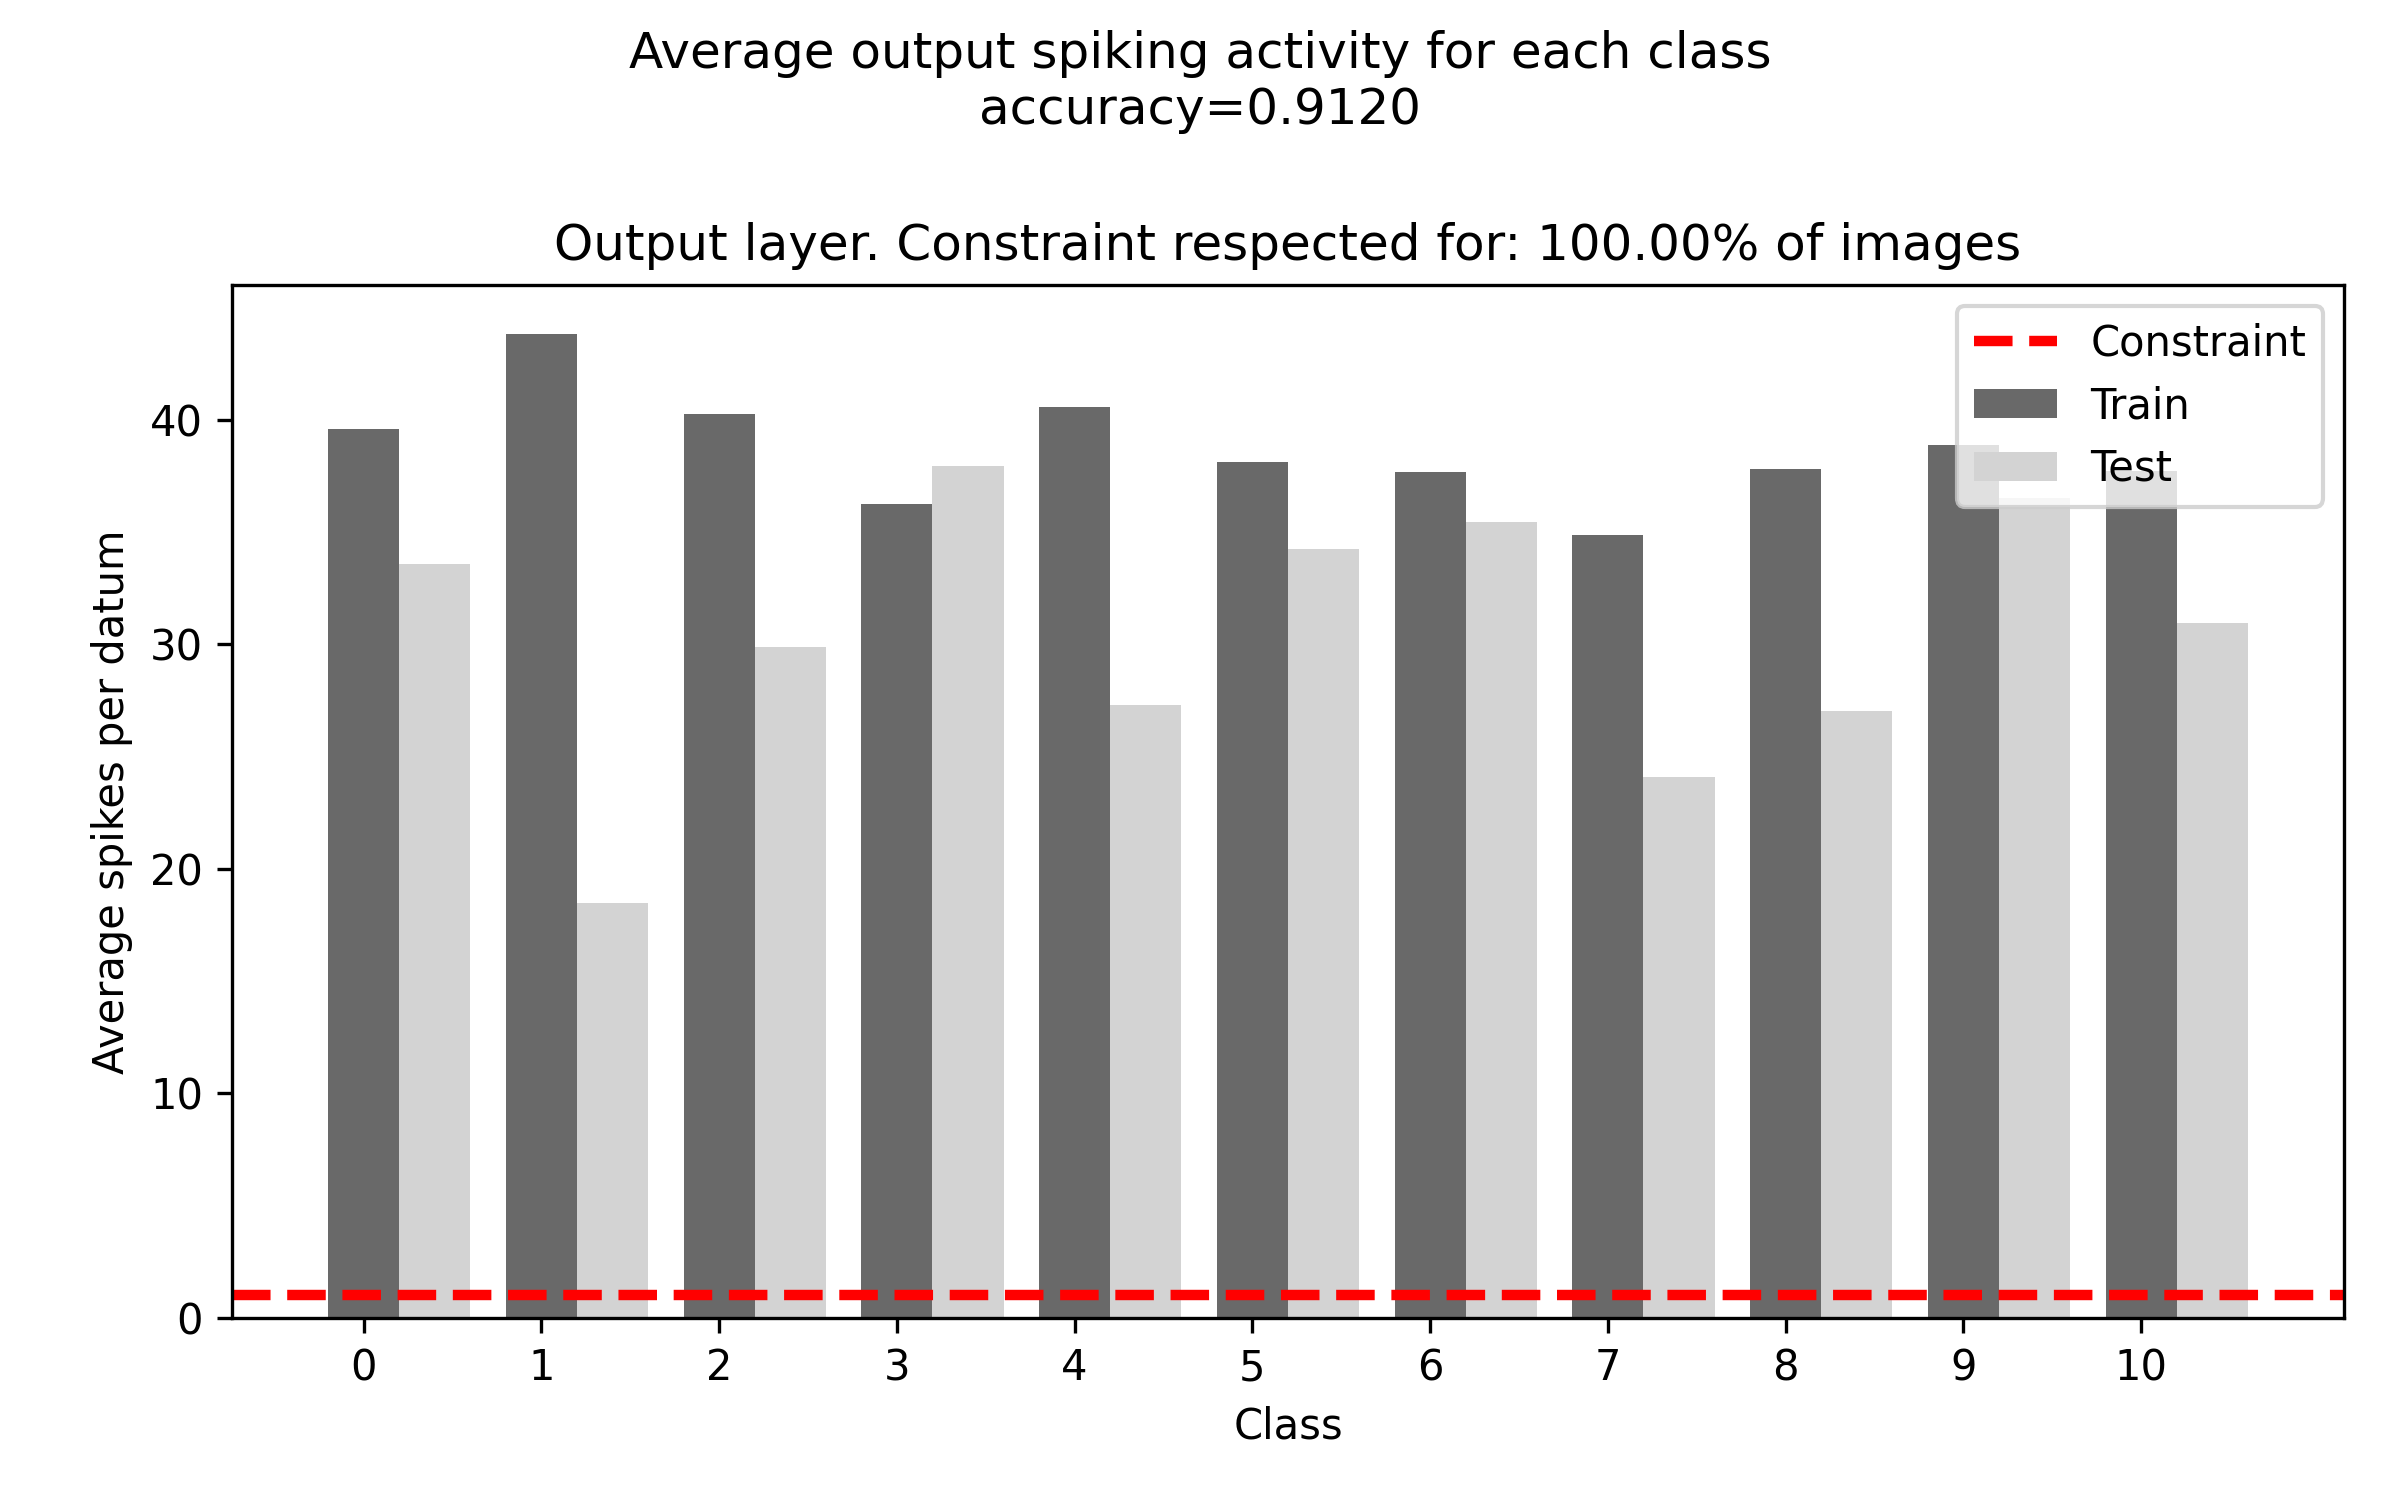 Average output spiking activity for each class
accuracy=0.9120
Output layer. Constraint respected for: 100.00% of images
Constraint
Train
Test
Average spikes per datum
40
30
20
10
0
0 1 2 3 4 5 6 7 8 9 10
Class